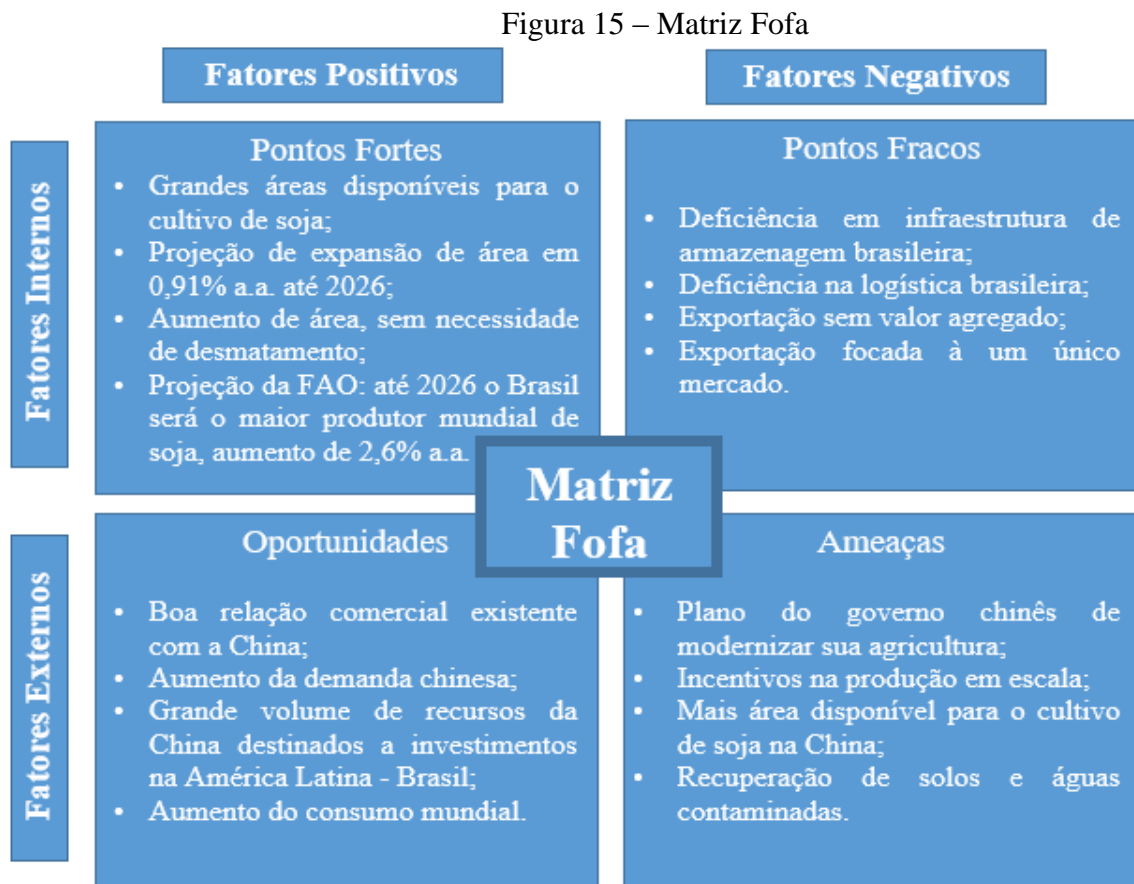 Figura 15 – Matriz Fofa
Fatores Positivos
Fatores Negativos
Fatores Internos
Pontos Fortes
• Grandes áreas disponíveis para o
cultivo de soja;
• Projeção de expansão de área em
0,91% a.a. até 2026;
• Aumento de área, sem necessidade
de desmatamento;
• Projeção da FAO: até 2026 o Brasil
será o maior produtor mundial de
soja, aumento de 2,6% a.a.
Pontos Fracos
• Deficiência em infraestrutura de
armazenagem brasileira;
• Deficiência na logística brasileira;
• Exportação sem valor agregado;
• Exportação focada à um único
mercado.
Matriz
Fofa
Fatores Externos
Oportunidades
• Boa relação comercial existente
com a China;
• Aumento da demanda chinesa;
• Grande volume de recursos da
China destinados a investimentos
na América Latina - Brasil;
• Aumento do consumo mundial.
Ameaças
• Plano do governo chinês de
modernizar sua agricultura;
• Incentivos na produção em escala;
• Mais área disponível para o cultivo
de soja na China;
• Recuperação de solos e águas
contaminadas.